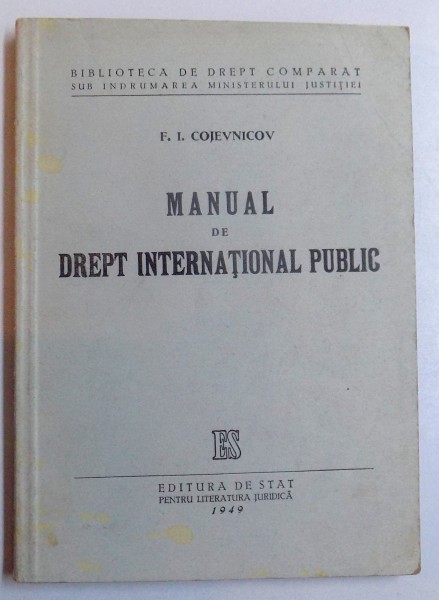 BIBLIOTECA DE DREPT COMPARAT
SUB INDRUMAREA MINISTERULUI JUSTIȚIEI
F. I. COJEVNICOV
MANUAL
DE
DREPT INTERNAȚIONAL PUBLIC
ES
EDITURA DE STAT
PENTRU LITERATURA JURIDICĂ
1949